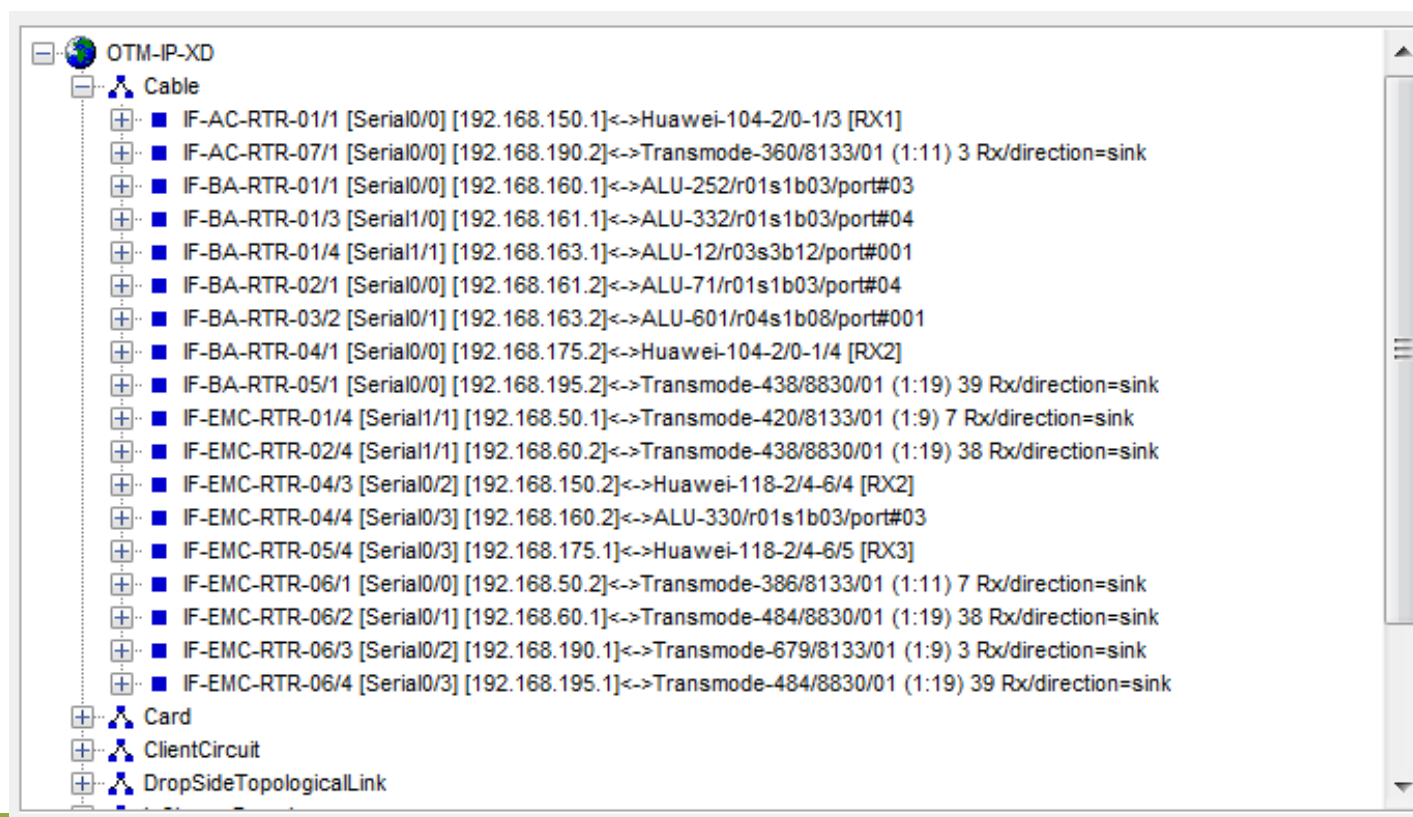 OTM-IP-XD
Cable
IF-AC-RTR-01/1 [Serial0/0] [192.168.150.1]<->Huawei-104-2/0-1/3 [RX1]
IF-AC-RTR-07/1 [Serial0/0] [192.168.190.2]<->Transmode-360/8133/01 (1:11) 3 Rx/direction=sink
IF-BA-RTR-01/1 [Serial0/0] [192.168.160.1]<->ALU-252/r01s1b03/port#03
IF-BA-RTR-01/3 [Serial1/0] [192.168.161.1]<->ALU-332/r01s1b03/port#04
IF-BA-RTR-01/4 [Serial1/1] [192.168.163.1]<->ALU-12/r03s3b12/port#001
IF-BA-RTR-02/1 [Serial0/0] [192.168.161.2]<->ALU-71/r01s1b03/port#04
IF-BA-RTR-03/2 [Serial0/1] [192.168.163.2]<->ALU-601/r04s1b08/port#001
IF-BA-RTR-04/1 [Serial0/0] [192.168.175.2]<->Huawei-104-2/0-1/4 [RX2]
IF-BA-RTR-05/1 [Serial0/0] [192.168.195.2]<->Transmode-438/8830/01 (1:19) 39 Rx/direction=sink
IF-EMC-RTR-01/4 [Serial1/1] [192.168.50.1]<->Transmode-420/8133/01 (1:9) 7 Rx/direction=sink
IF-EMC-RTR-02/4 [Serial1/1] [192.168.60.2]<->Transmode-438/8830/01 (1:19) 38 Rx/direction=sink
IF-EMC-RTR-04/3 [Serial0/2] [192.168.150.2]<->Huawei-118-2/4-6/4 [RX2]
IF-EMC-RTR-04/4 [Serial0/3] [192.168.160.2]<->ALU-330/r01s1b03/port#03
IF-EMC-RTR-05/4 [Serial0/3] [192.168.175.1]<->Huawei-118-2/4-6/5 [RX3]
IF-EMC-RTR-06/1 [Serial0/0] [192.168.50.2]<->Transmode-386/8133/01 (1:11) 7 Rx/direction=sink
IF-EMC-RTR-06/2 [Serial0/1] [192.168.60.1]<->Transmode-484/8830/01 (1:19) 38 Rx/direction=sink
IF-EMC-RTR-06/3 [Serial0/2] [192.168.190.1]<->Transmode-679/8133/01 (1:9) 3 Rx/direction=sink
IF-EMC-RTR-06/4 [Serial0/3] [192.168.195.1]<->Transmode-484/8830/01 (1:19) 39 Rx/direction=sink
Card
ClientCircuit
DropSideTopologicalLink